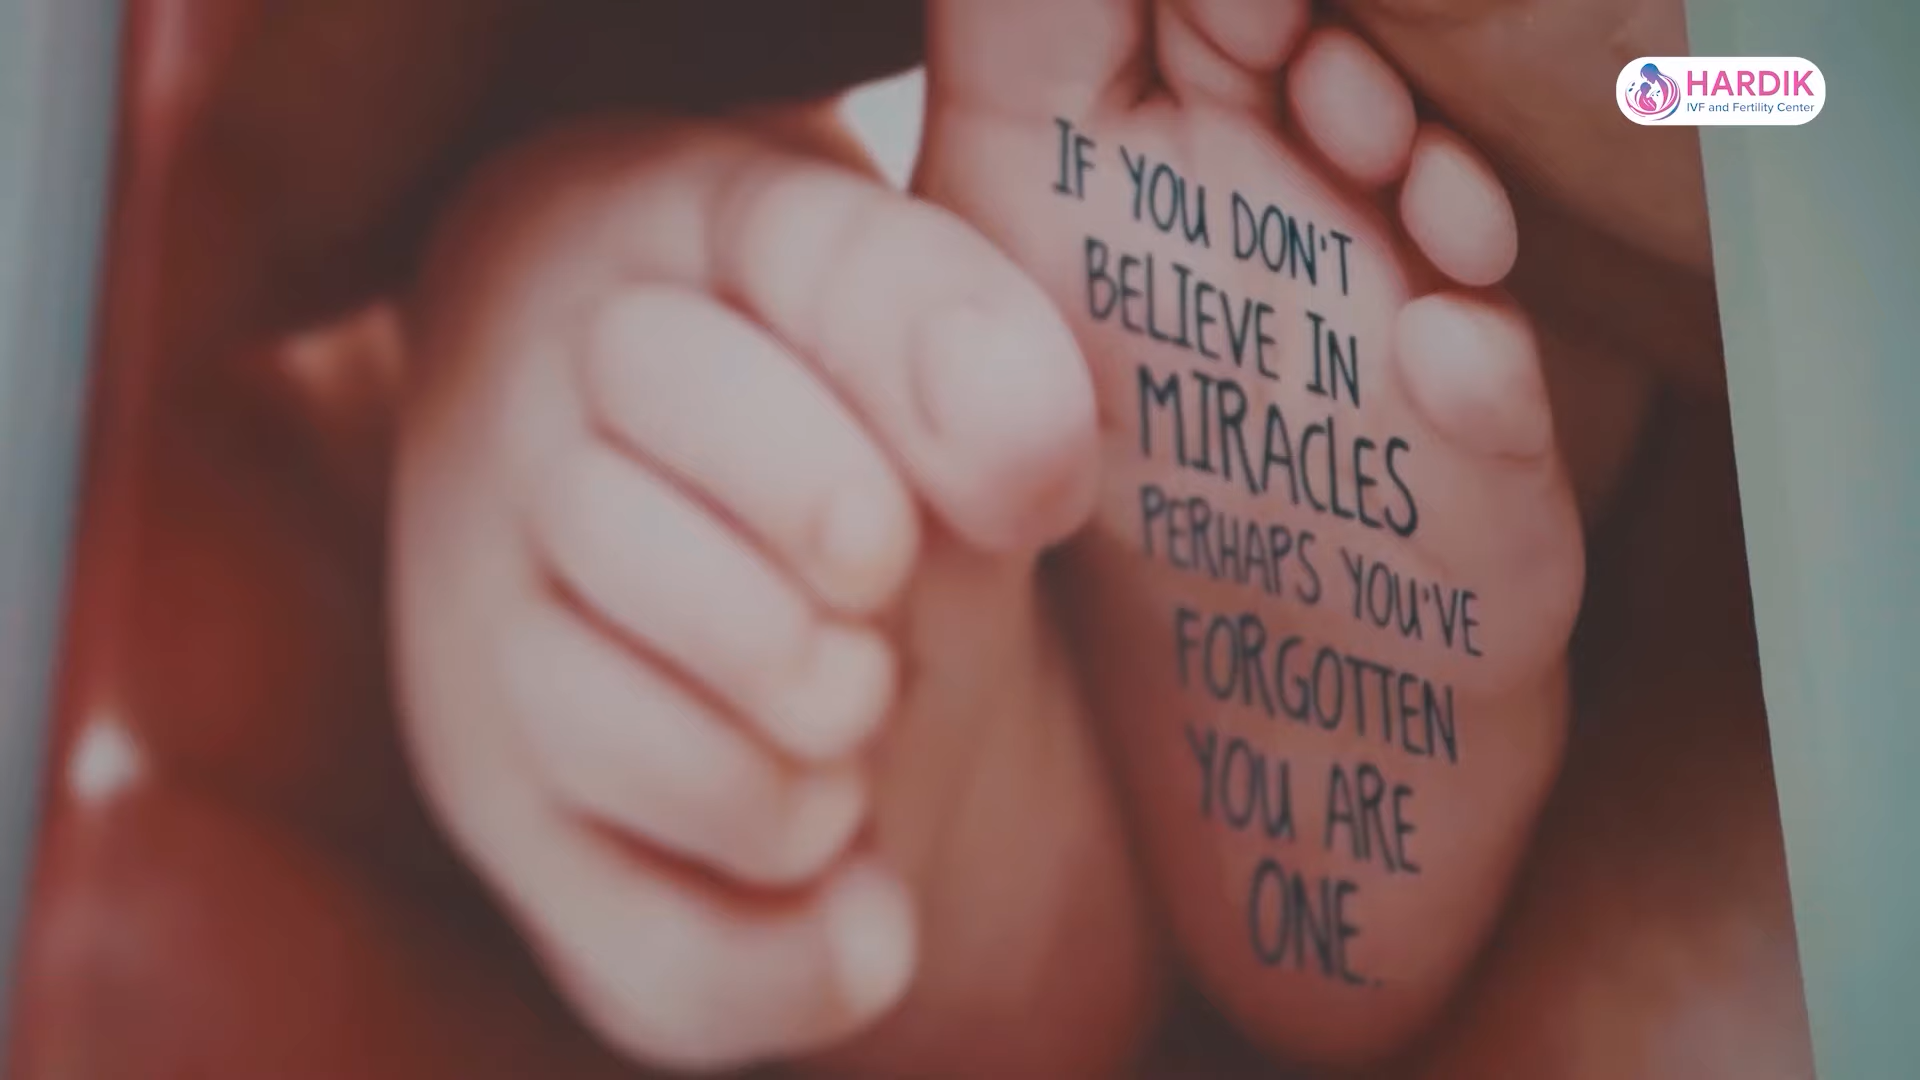 HARDIK
IVF and Fertility Center
IF YOU DON'T
BELIEVE IN
MIRACLES
PERHAPS YOU'VE
FORGOTTEN
YOU ARE
ONE.